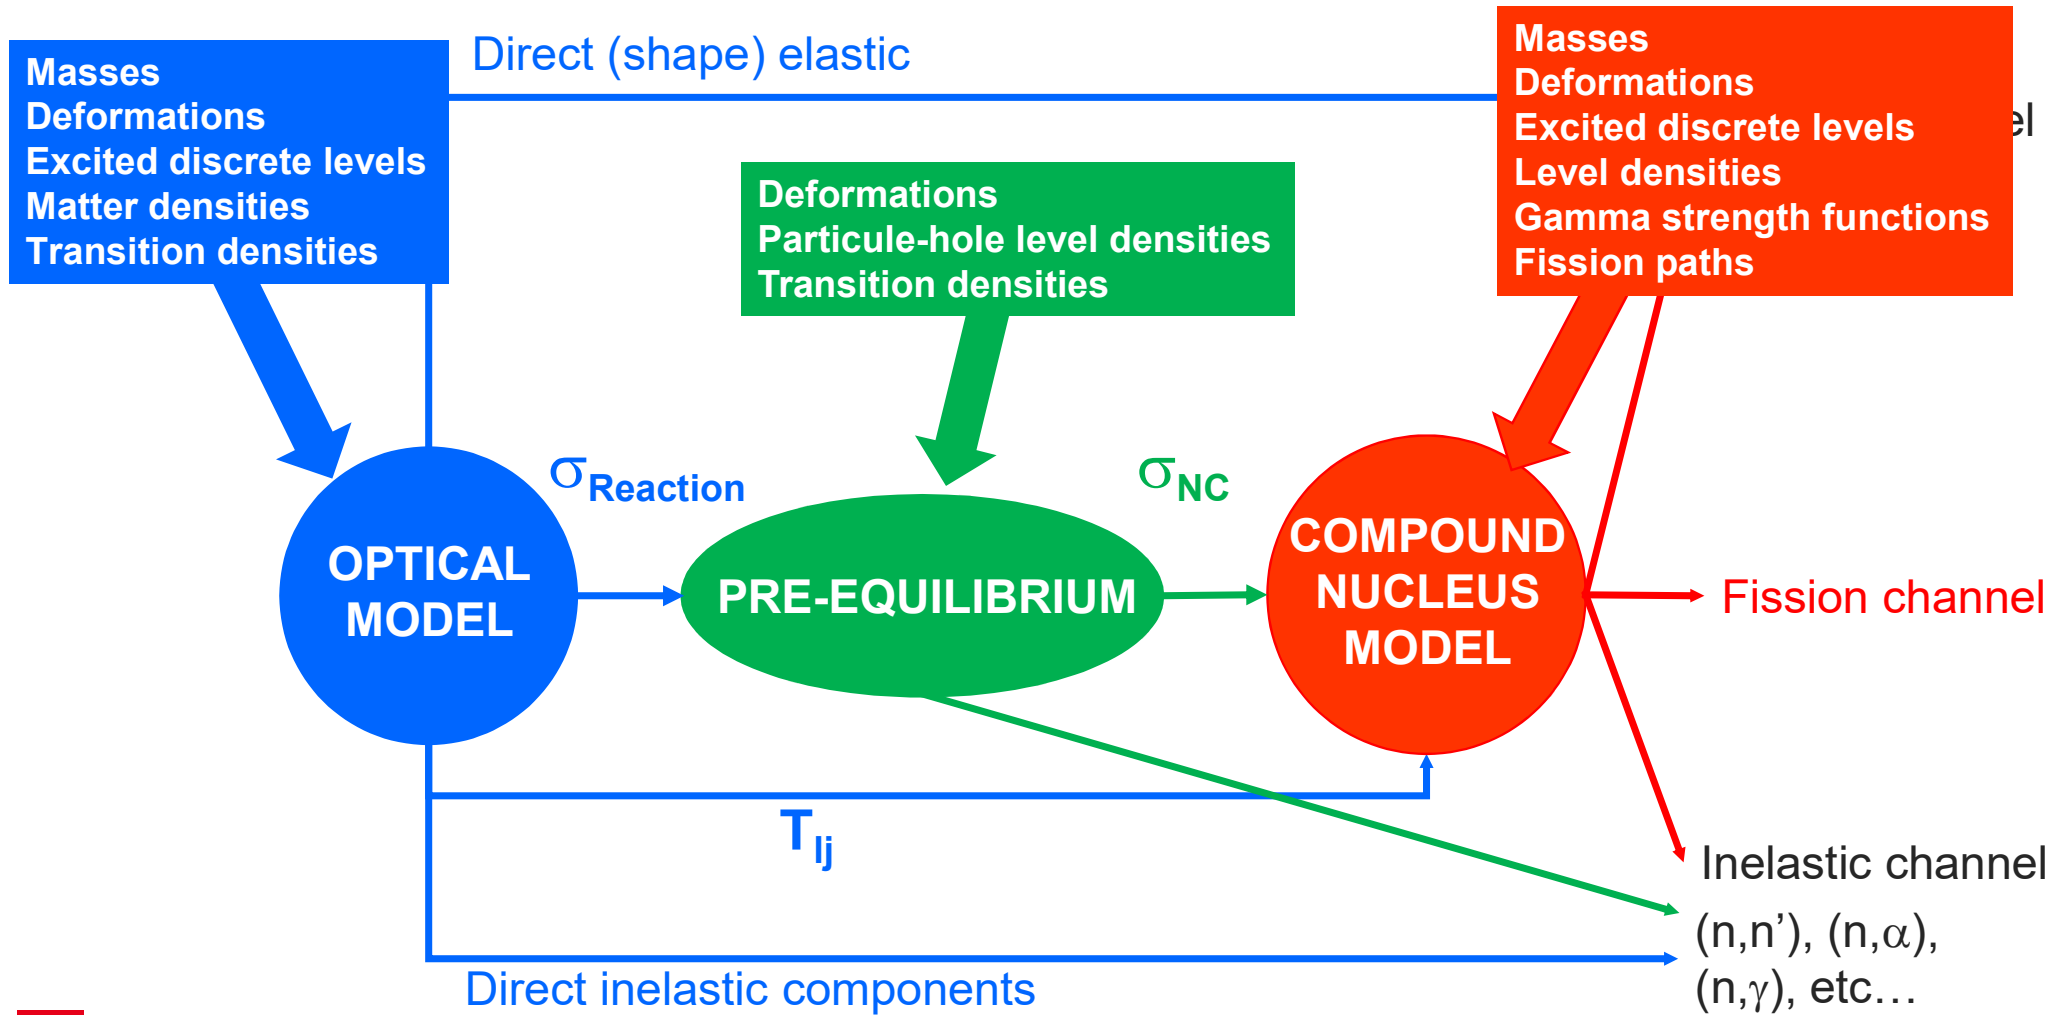 Direct (shape) elastic
Masses
Deformations
Excited discrete levels
Matter densities
Transition densities
Deformations
Particule-hole level densities
Transition densities
Masses
Deformations
Excited discrete levels
Level densities
Gamma strength functions
Fission paths
σReaction
σNC
OPTICAL
MODEL
PRE-EQUILIBRIUM
COMPOUND
NUCLEUS
MODEL
Fission channel
Tlj
Inelastic channel
(n,n’), (n,α),
(n,γ), etc…
Direct inelastic components